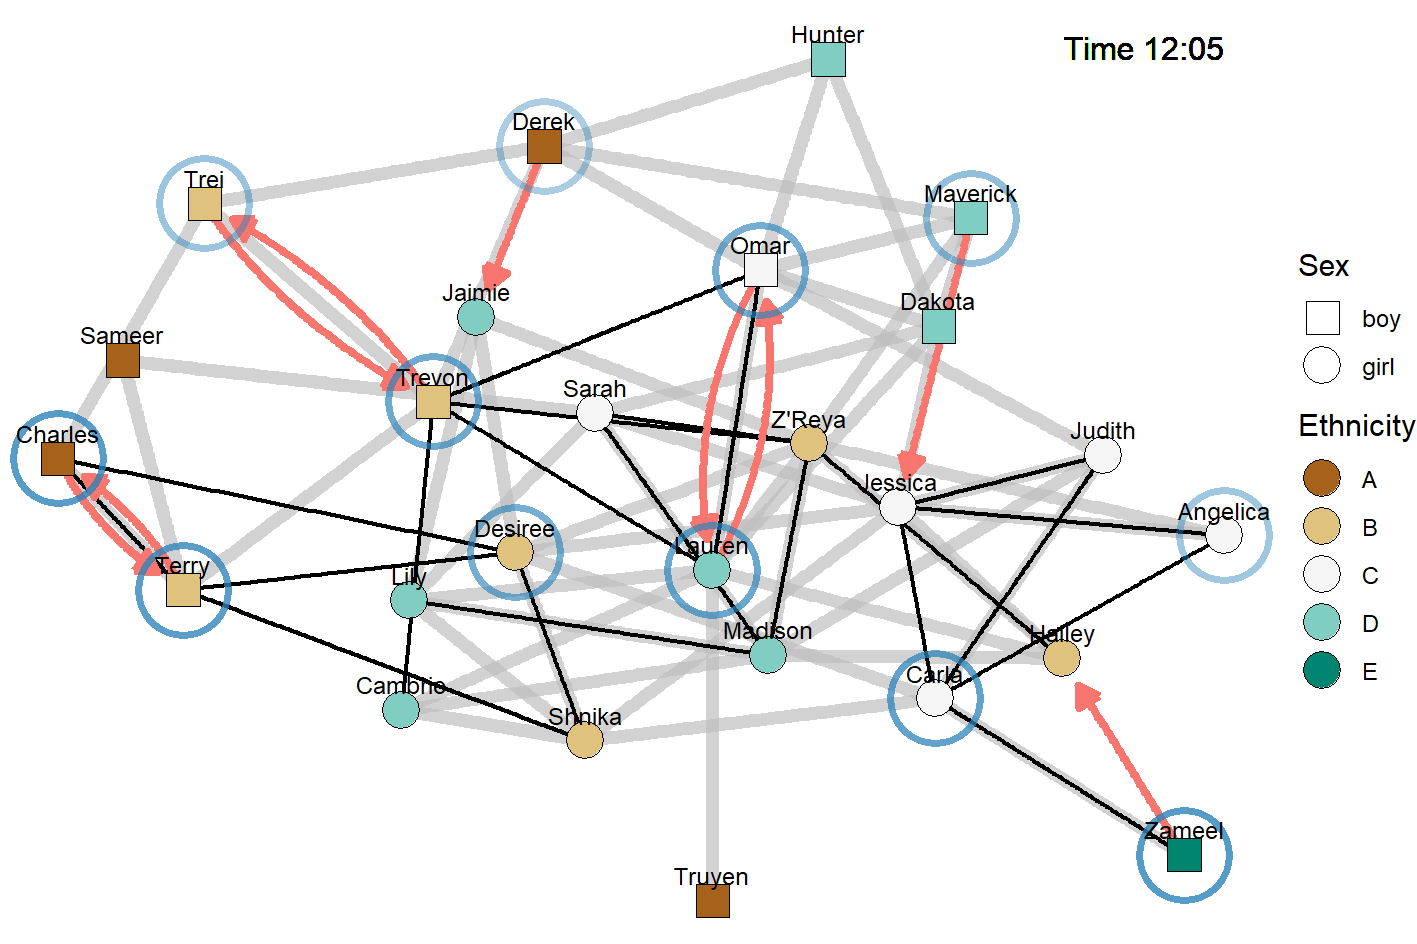 Hunter
Time 12:05
Derek
Trei
Maverick
Omar
Jaimie
Dakota
Sameer
Trevon
Sarah
Z'Reya
Charles
Judith
Jessica
Angelica
Desiree
Lauren
Terry
Lily
Madison
Hailey
Carla
Cambrie
Shnika
Zameel
Truyen
Sex
boy
girl
Ethnicity
A
B
C
D
E